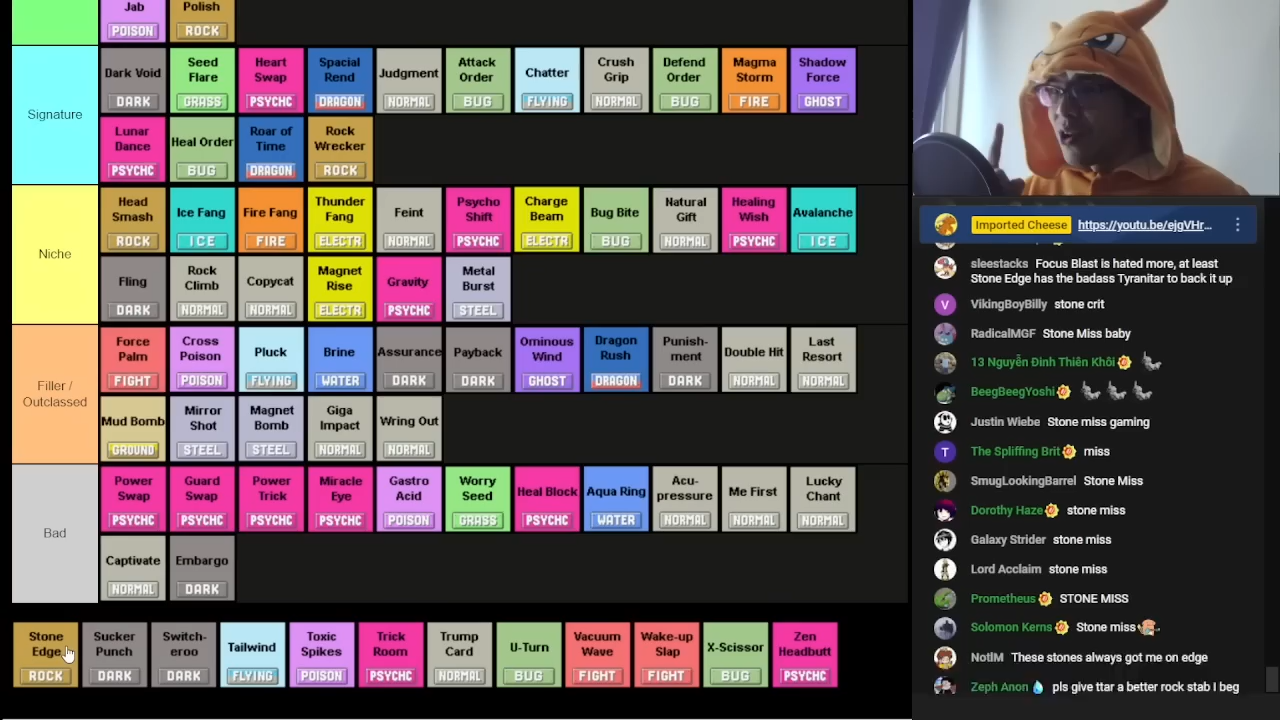 Jab Polish
POISON ROCK
Signature
Dark Void Seed Flare Heart Swap Spacial Rend Judgment Attack Order Chatter Crush Grip Defend Order Magma Storm Shadow Force
DARK GRASS PSYCHC DRAGON NORMAL BUG FLYING NORMAL BUG FIRE GHOST
Lunar Dance Heal Order Roar of Time Rock Wrecker
PSYCHC BUG DRAGON ROCK
Niche
Head Smash Ice Fang Fire Fang Thunder Fang Feint Psycho Shift Charge Beam Bug Bite Natural Gift Healing Wish Avalanche
ROCK ICE FIRE ELECTR NORMAL PSYCHC ELECTR BUG NORMAL PSYCHC ICE
Fling Rock Climb Copycat Magnet Rise Gravity Metal Burst
DARK NORMAL NORMAL ELECTR PSYCHC STEEL
Filler / Outclassed
Force Palm Cross Poison Pluck Brine Assurance Payback Ominous Wind Dragon Rush Punish-ment Double Hit Last Resort
FIGHT POISON FLYING WATER DARK DARK GHOST DRAGON DARK NORMAL NORMAL
Mud Bomb Mirror Shot Magnet Bomb Giga Impact Wring Out
GROUND STEEL STEEL NORMAL NORMAL
Bad
Power Swap Guard Swap Power Trick Miracle Eye Gastro Acid Worry Seed Heal Block Aqua Ring Acu-pressure Me First Lucky Chant
PSYCHC PSYCHC PSYCHC PSYCHC POISON GRASS PSYCHC WATER NORMAL NORMAL NORMAL
Captivate Embargo
NORMAL DARK
Stone Edge Sucker Punch Switch-eroo Tailwind Toxic Spikes Trick Room Trump Card U-Turn Vacuum Wave Wake-up Slap X-Scissor Zen Headbutt
ROCK DARK DARK FLYING POISON PSYCHC NORMAL BUG FIGHT FIGHT BUG PSYCHC
Imported Cheese https://youtu.be/ejgVHr...
sleestacks Focus Blast is hated more, at least
Stone Edge has the badass Tyranitar to back it up
V VikingBoyBilly stone crit
RadicalMGF Stone Miss baby
13 Nguyễn Đinh Thiên Khôi
BeegBeegYoshi
Justin Wiebe Stone miss gaming
T The Spliffing Brit miss
SmugLookingBarrel Stone Miss
Dorothy Haze stone miss
Galaxy Strider stone miss
Lord Acclaim stone miss
Prometheus STONE MISS
Solomon Kerns Stone miss
NotIM These stones always got me on edge
Zeph Anon pls give ttar a better rock stab I beg